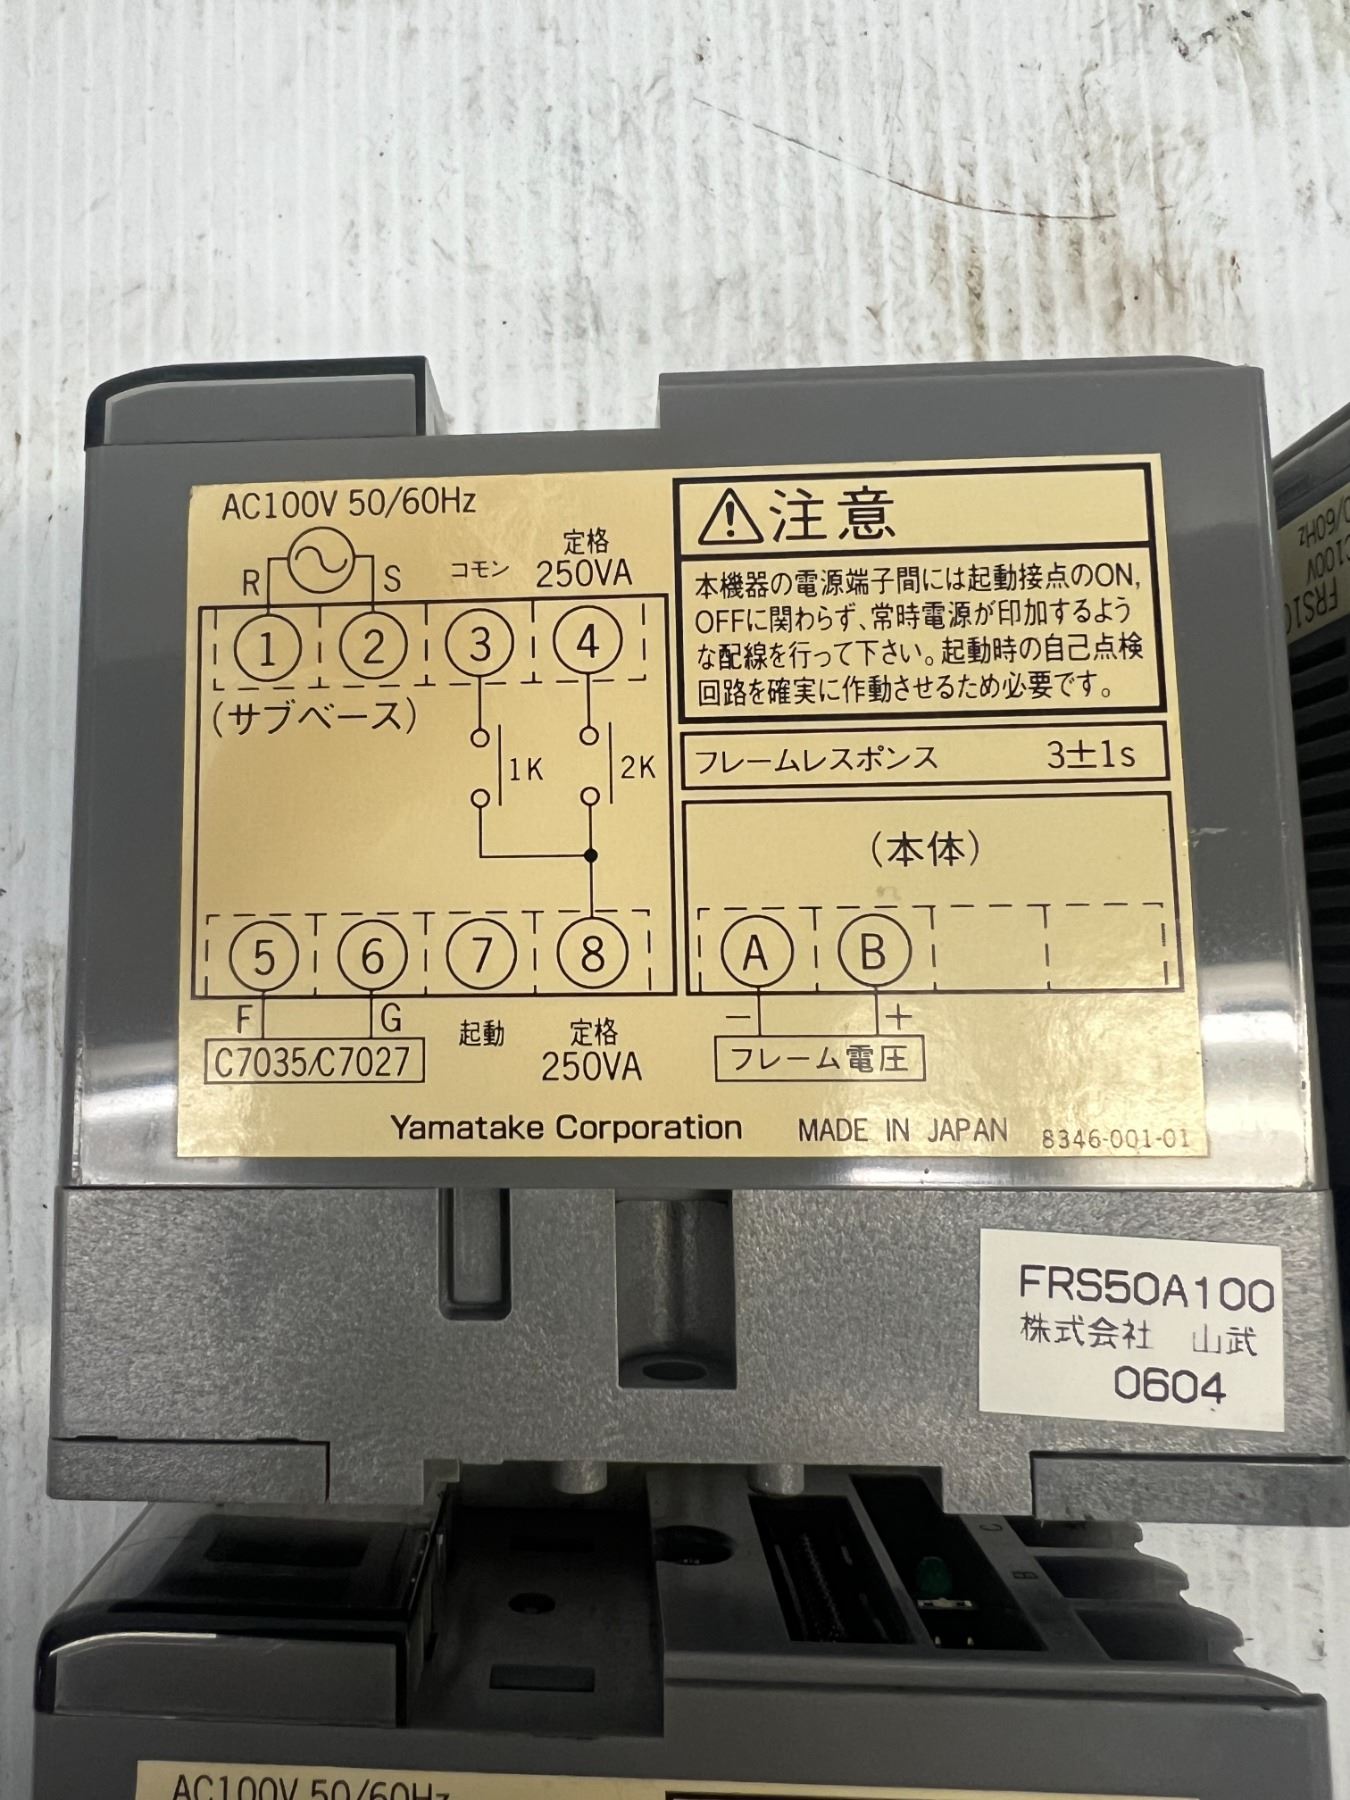 AC100V 50/60Hz
R S コモン 定格
250VA
1 2 3 4
(サブベース)
1K 2K
5 6 7 8
F G 起動 定格
250VA
C7035/C7027
注意
本機器の電源端子間には起動接点のON,
OFFに関わらず、常時電源が印加するよう
な配線を行って下さい。起動時の自己点検
回路を確実に作動させるため必要です。
フレームレスポンス 3±1s
(本体)
A B
− +
フレーム電圧
Yamatake Corporation MADE IN JAPAN 8346-001-01
FRS50A100
株式会社 山武
0604
C
B
AC100V 50/60Hz